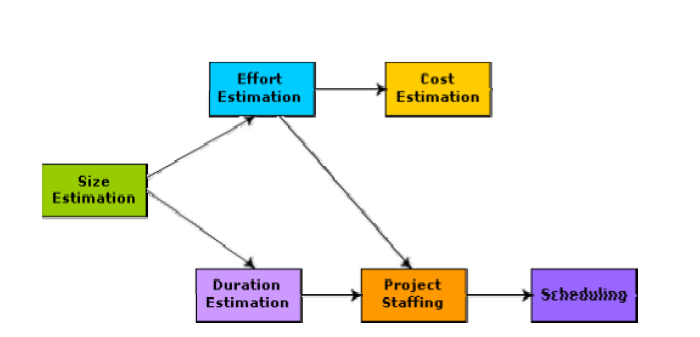 Effort
Estimation
Cost
Estimation
Size
Estimation
Duration
Estimation
Project
Staffing
Scheduling